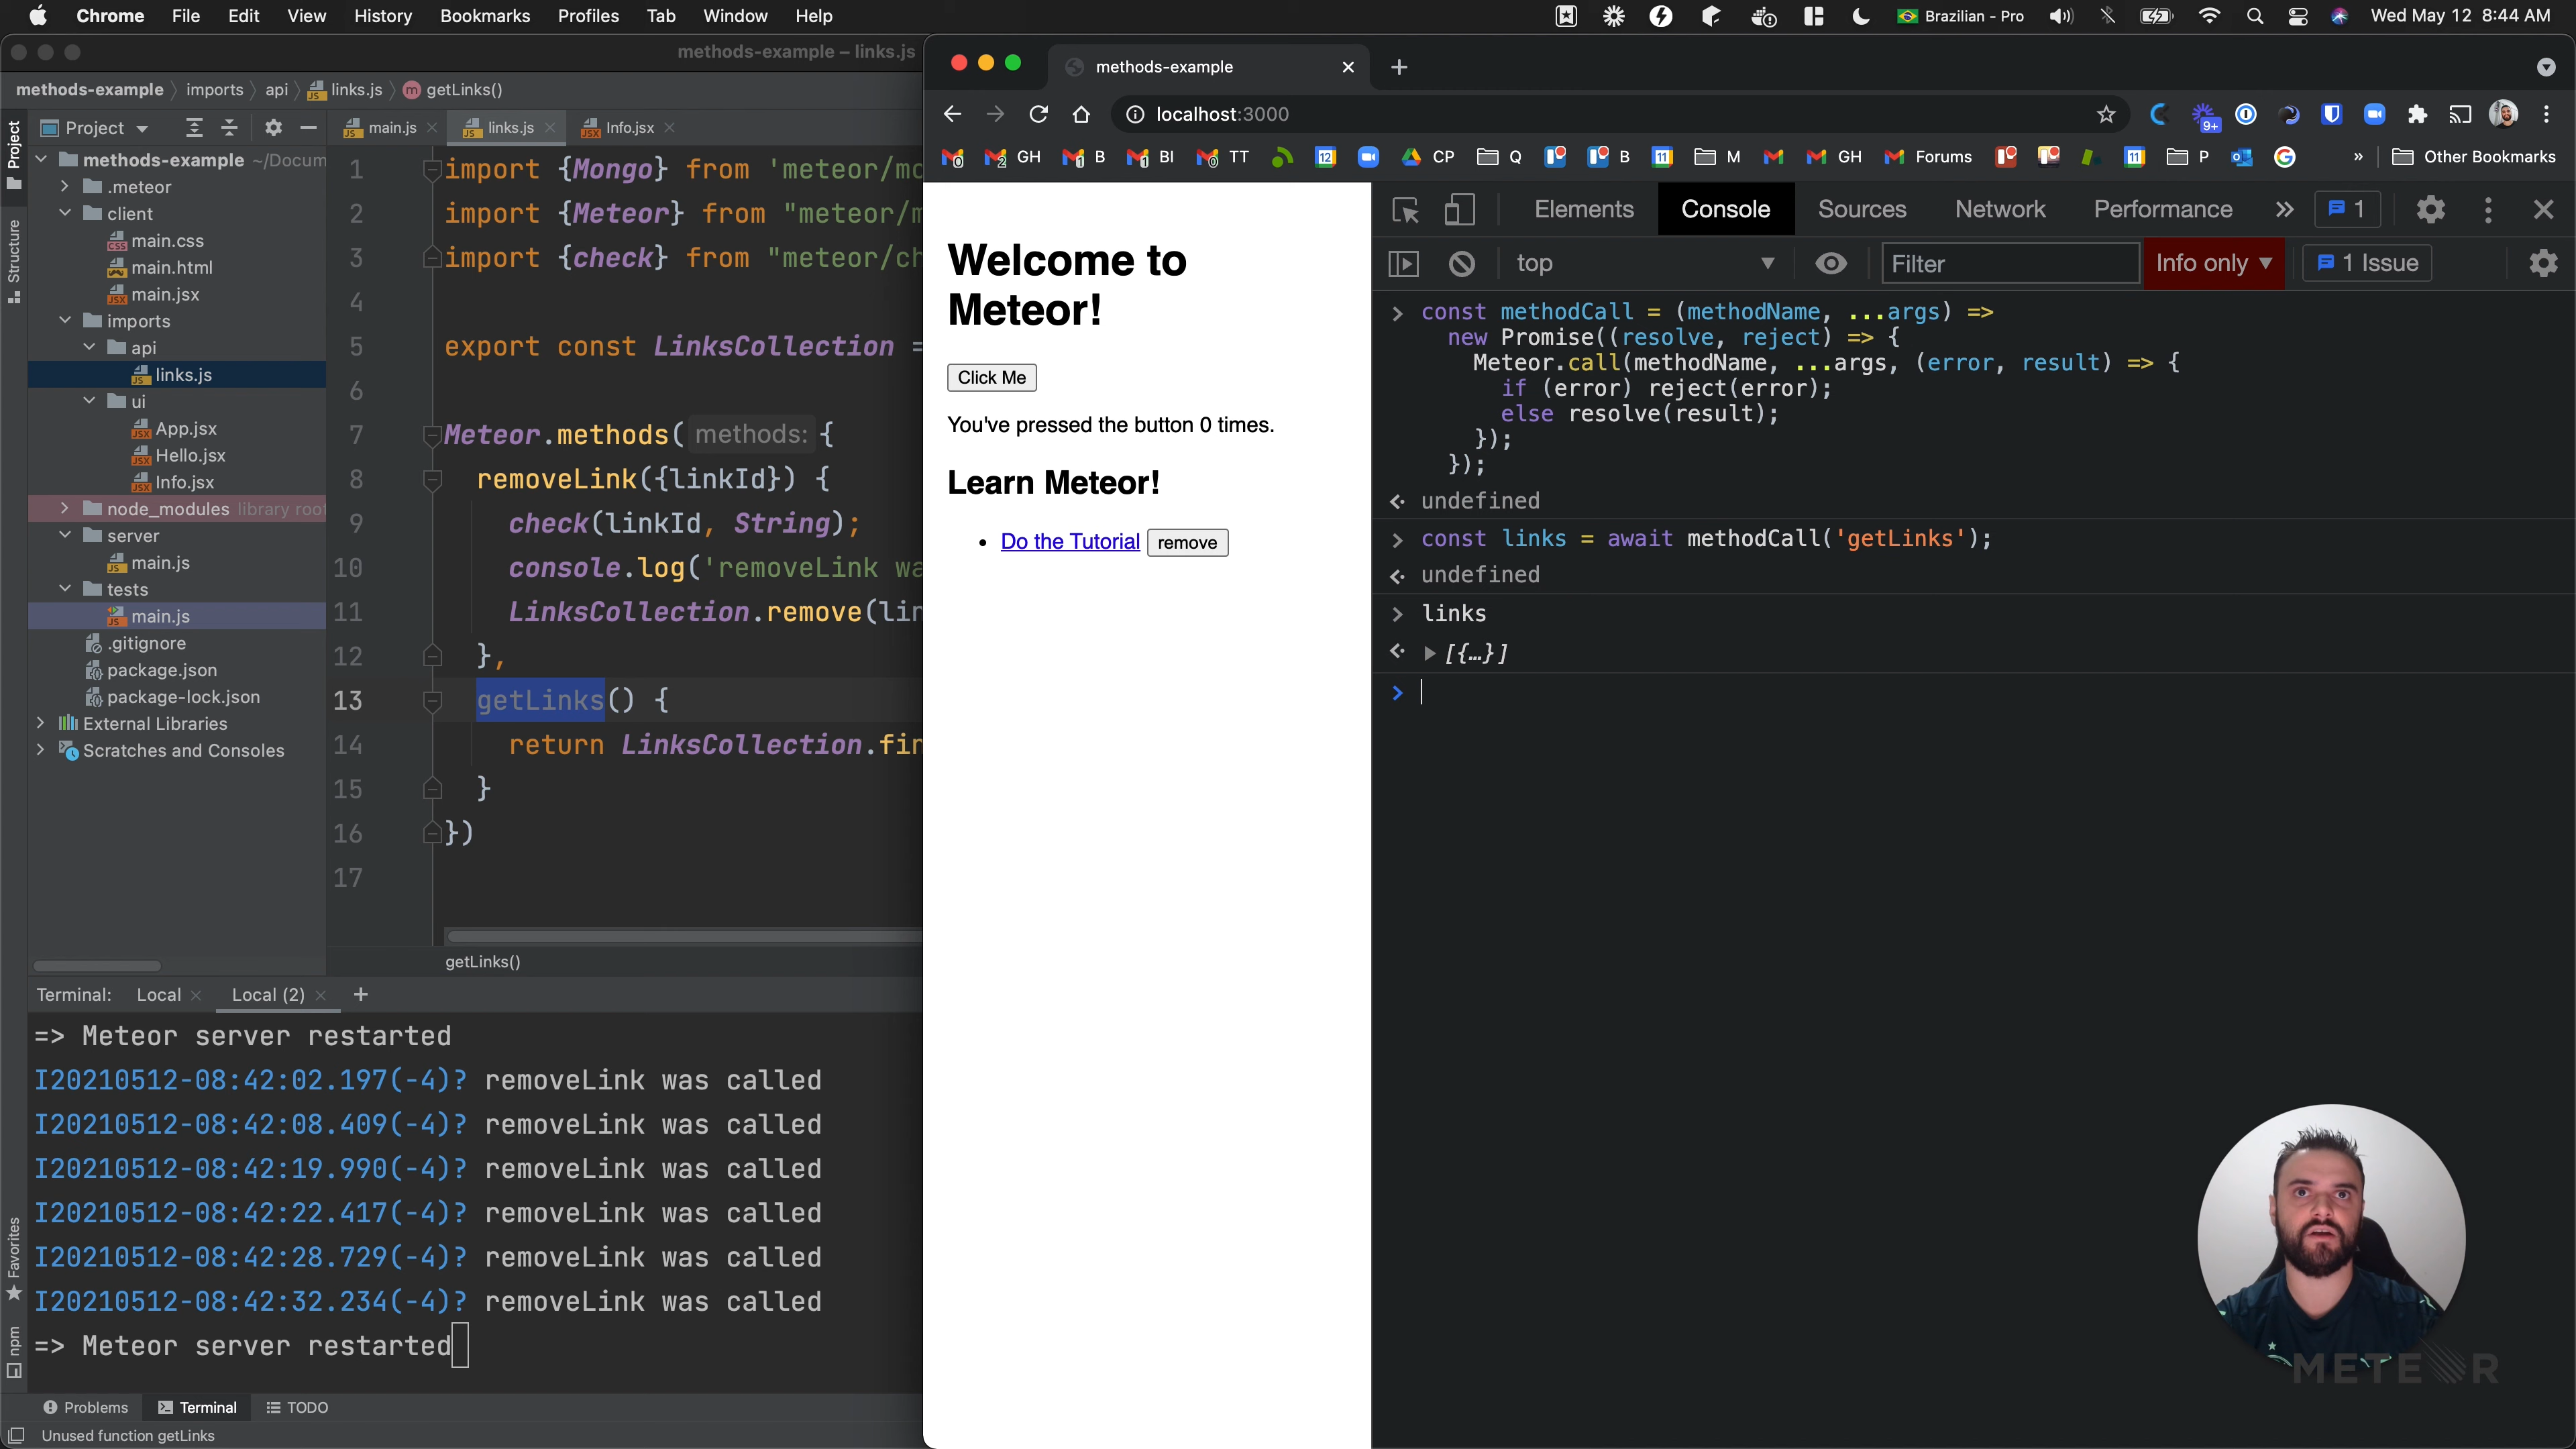 Chrome File Edit View History Bookmarks Profiles Tab Window Help
Brazilian - Pro
Wed May 12 8:44 AM
methods-example – links.js
methods-example imports api links.js getLinks()
Project
main.js links.js Info.jsx
methods-example ~/Docum
.meteor
client
main.css
main.html
main.jsx
imports
api
links.js
ui
App.jsx
Hello.jsx
Info.jsx
node_modules library root
server
main.js
tests
main.js
.gitignore
package.json
package-lock.json
External Libraries
Scratches and Consoles
Project
Structure
Favorites
npm
1 import {Mongo} from 'meteor/mo
2 import {Meteor} from "meteor/m
3 import {check} from "meteor/ch
4
5 export const LinksCollection =
6
7 Meteor.methods( methods: {
8 removeLink({linkId}) {
9 check(linkId, String);
10 console.log('removeLink wa
11 LinksCollection.remove(lin
12 },
13 getLinks() {
14 return LinksCollection.fin
15 }
16 })
17
getLinks()
Terminal: Local Local (2) +
=> Meteor server restarted
I20210512-08:42:02.197(-4)? removeLink was called
I20210512-08:42:08.409(-4)? removeLink was called
I20210512-08:42:19.990(-4)? removeLink was called
I20210512-08:42:22.417(-4)? removeLink was called
I20210512-08:42:28.729(-4)? removeLink was called
I20210512-08:42:32.234(-4)? removeLink was called
=> Meteor server restarted
Problems Terminal TODO
Unused function getLinks
methods-example
localhost:3000
9+
GH B BI TT 12 CP Q B 11 M GH Forums 11 P » Other Bookmarks
Welcome to
Meteor!
Click Me
You've pressed the button 0 times.
Learn Meteor!
Do the Tutorial remove
Elements Console Sources Network Performance » 1
top Filter Info only 1 Issue
const methodCall = (methodName, ...args) =>
new Promise((resolve, reject) => {
Meteor.call(methodName, ...args, (error, result) => {
if (error) reject(error);
else resolve(result);
});
});
undefined
const links = await methodCall('getLinks');
undefined
links
[{…}]
METEOR